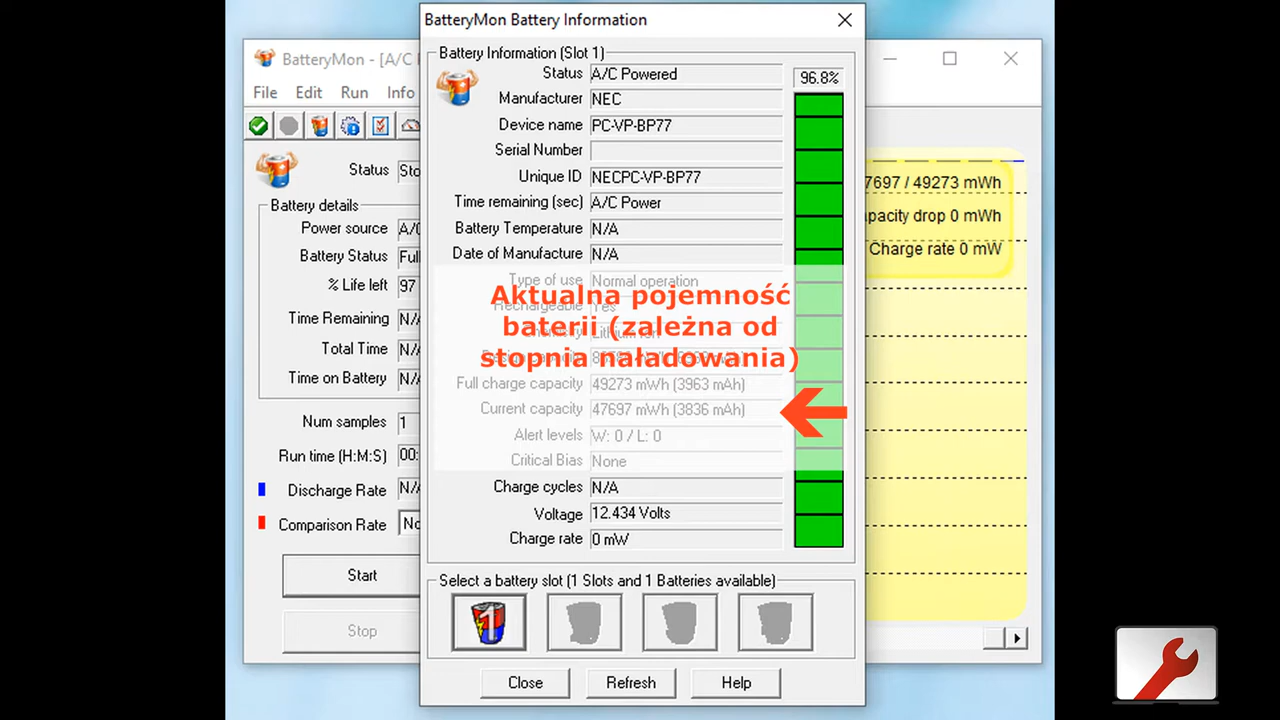 BatteryMon Battery Information
BatteryMon - [A/C
File Edit Run Info
Status
Battery details
Power source A/C
Battery Status
% Life left 97
Time Remaining
Total Time
Time on Battery
Num samples 1
Run time (H:M:S) 00:
Discharge Rate
Comparison Rate
Start
Stop
Battery Information (Slot 1)
Status A/C Powered
96.8%
Manufacturer NEC
Device name PC-VP-BP77
Serial Number
Unique ID NECPC-VP-BP77
Time remaining (sec) A/C Power
Battery Temperature N/A
Date of Manufacture N/A
Type of use Normal operation
Rechargeable Yes
Aktualna pojemność
baterii (zależna od
stopnia naładowania)
Full charge capacity 49273 mWh (3963 mAh)
Current capacity 47697 mWh (3836 mAh)
Alert levels W: 0 / L: 0
Critical Bias None
Charge cycles N/A
Voltage 12.434 Volts
Charge rate 0 mW
Select a battery slot (1 Slots and 1 Batteries available)
1
Close Refresh Help
7697 / 49273 mWh
pacity drop 0 mWh
Charge rate 0 mW